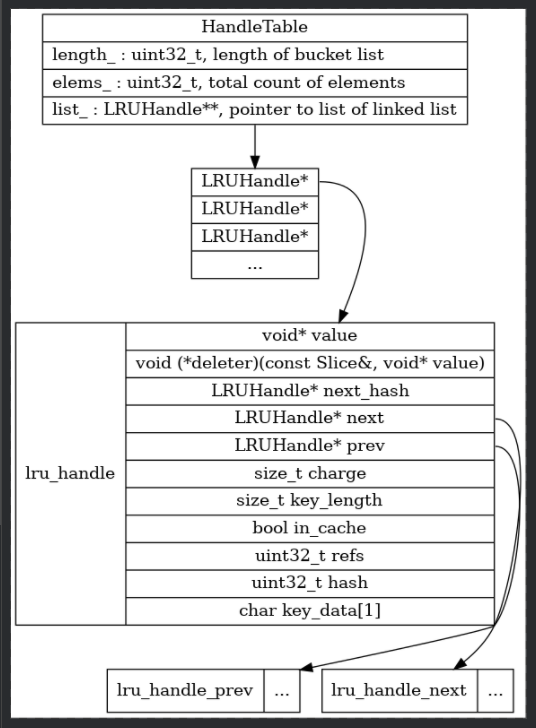 HandleTable
length_ : uint32_t, length of bucket list
elems_ : uint32_t, total count of elements
list_ : LRUHandle**, pointer to list of linked list
LRUHandle*
LRUHandle*
LRUHandle*
...
lru_handle
void* value
void (*deleter)(const Slice&, void* value)
LRUHandle* next_hash
LRUHandle* next
LRUHandle* prev
size_t charge
size_t key_length
bool in_cache
uint32_t refs
uint32_t hash
char key_data[1]
lru_handle_prev ...
lru_handle_next ...